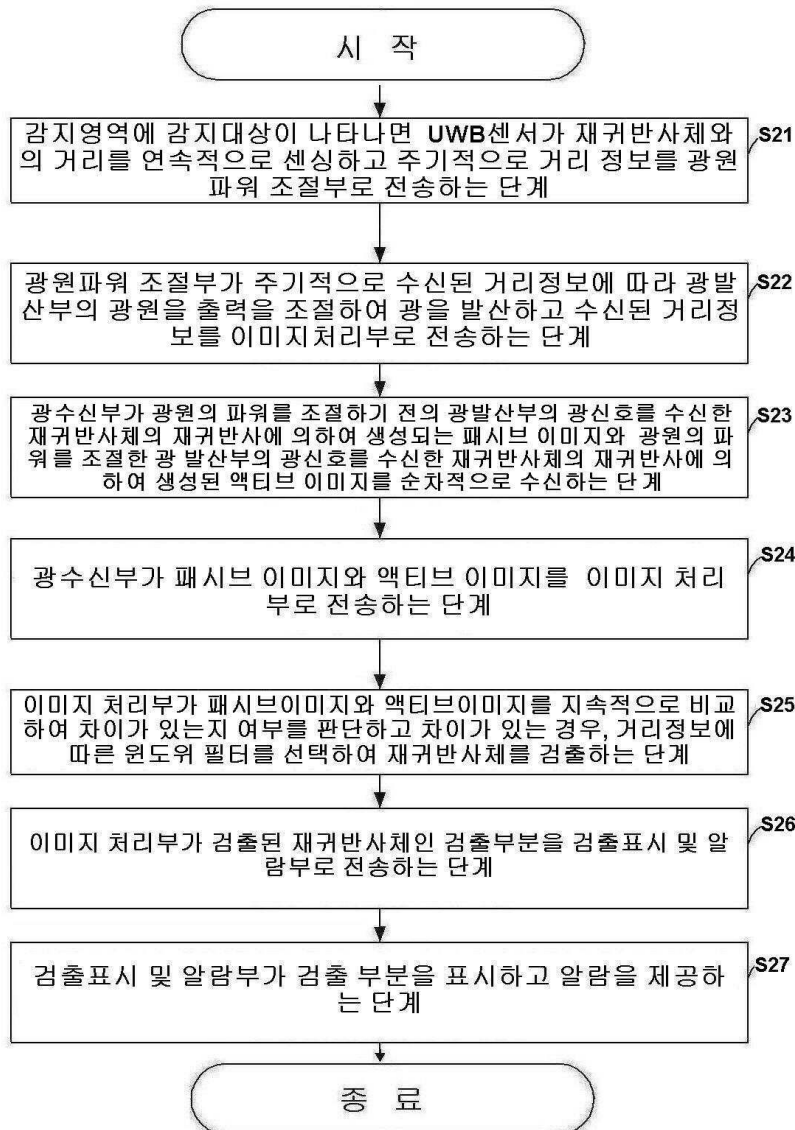 시 작
감지영역에 감지대상이 나타나면 UWB센서가 재귀반사체와
의 거리를 연속적으로 센싱하고 주기적으로 거리 정보를 광원
파워 조절부로 전송하는 단계
S21
광원파워 조절부가 주기적으로 수신된 거리정보에 따라 광발
산부의 광원을 출력을 조절하여 광을 발산하고 수신된 거리정
보를 이미지처리부로 전송하는 단계
S22
광수신부가 광원의 파워를 조절하기 전의 광발산부의 광신호를 수신한
재귀반사체의 재귀반사에 의하여 생성되는 패시브 이미지와 광원의 파
워를 조절한 광 발산부의 광신호를 수신한 재귀반사체의 재귀반사에 의
하여 생성된 액티브 이미지를 순차적으로 수신하는 단계
S23
광수신부가 패시브 이미지와 액티브 이미지를 이미지 처리
부로 전송하는 단계
S24
이미지 처리부가 패시브이미지와 액티브이미지를 지속적으로 비교
하여 차이가 있는지 여부를 판단하고 차이가 있는 경우, 거리정보에
따른 윈도위 필터를 선택하여 재귀반사체를 검출하는 단계
S25
이미지 처리부가 검출된 재귀반사체인 검출부분을 검출표시 및 알
람부로 전송하는 단계
S26
검출표시 및 알람부가 검출 부분을 표시하고 알람을 제공하
는 단계
S27
종 료